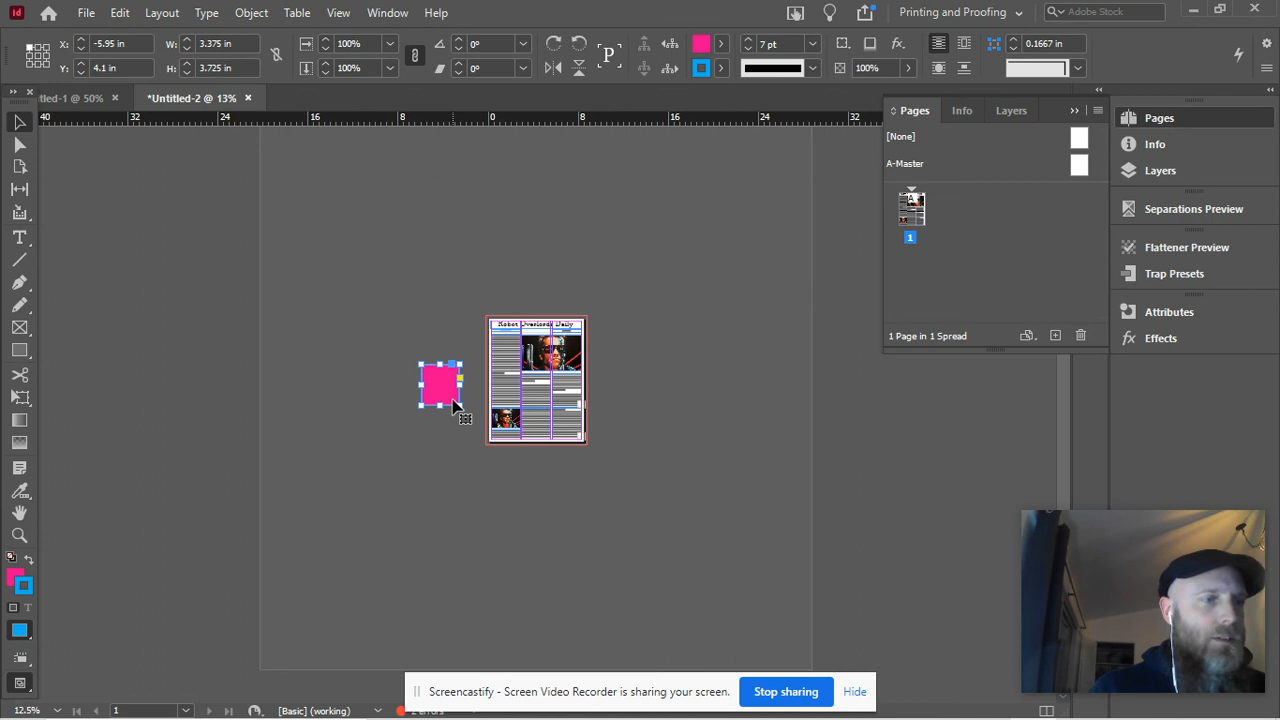 Id File Edit Layout Type Object Table View Window Help Printing and Proofing Adobe Stock
X: -5.95 in W: 3.375 in 100% 0° P 7 pt fx. 0.1667 in
Y: 4.1 in H: 3.725 in 100% 0° 100%
tled-1 @ 50% × *Untitled-2 @ 13% ×
40 32 24 16 8 0 8 16 24 32
Pages Info Layers
[None]
A-Master
A
1
1 Page in 1 Spread
Pages
Info
Layers
Separations Preview
Flattener Preview
Trap Presets
Attributes
Effects
Robot Overlords Daily
T
T
Screencastify - Screen Video Recorder is sharing your screen. Stop sharing Hide
12.5% 1 [Basic] (working) 2 errors